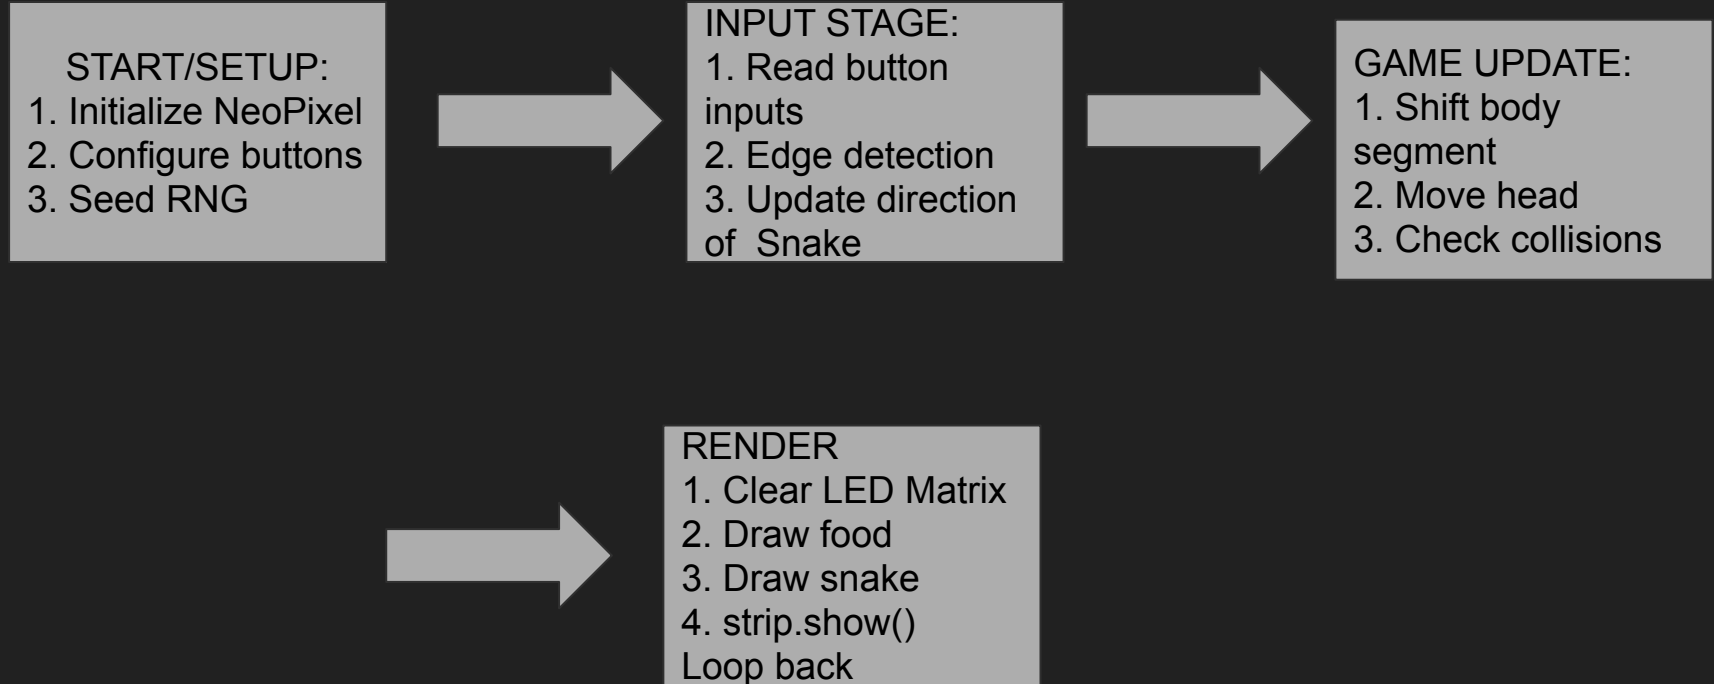 START/SETUP:
1. Initialize NeoPixel
2. Configure buttons
3. Seed RNG
INPUT STAGE:
1. Read button
inputs
2. Edge detection
3. Update direction
of  Snake
GAME UPDATE:
1. Shift body
segment
2. Move head
3. Check collisions
RENDER
1. Clear LED Matrix
2. Draw food
3. Draw snake
4. strip.show()
Loop back